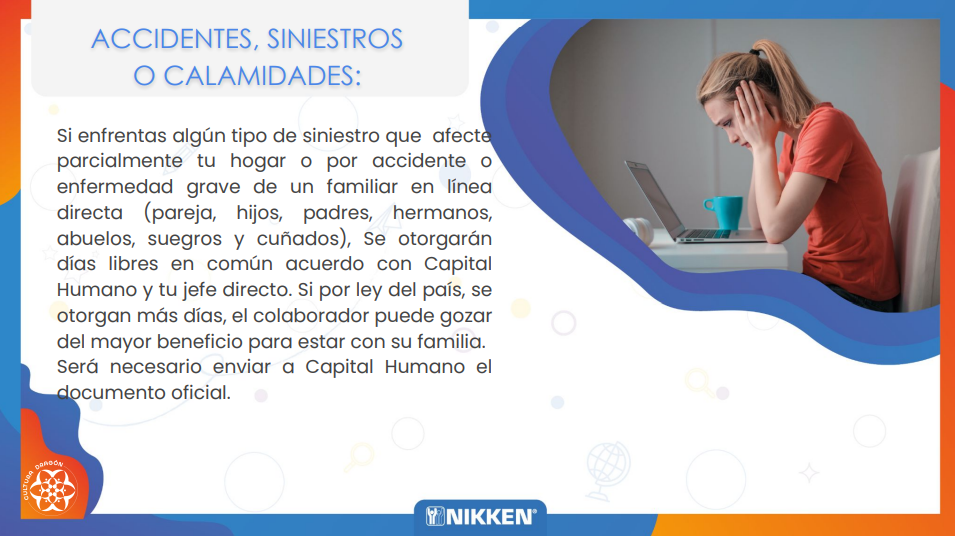 ACCIDENTES, SINIESTROS
O CALAMIDADES:
Si enfrentas algún tipo de siniestro que afecte
parcialmente tu hogar o por accidente o
enfermedad grave de un familiar en línea
directa (pareja, hijos, padres, hermanos,
abuelos, suegros y cuñados), Se otorgarán
días libres en común acuerdo con Capital
Humano y tu jefe directo. Si por ley del país, se
otorgan más días, el colaborador puede gozar
del mayor beneficio para estar con su familia.
Será necesario enviar a Capital Humano el
documento oficial.
CULTURA DRAGÓN
NIKKEN®